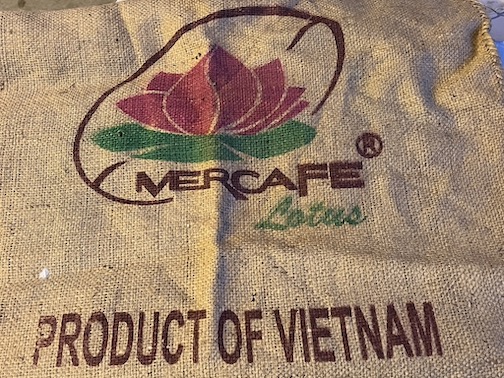 MERCAFE ®
Lotus
PRODUCT OF VIETNAM